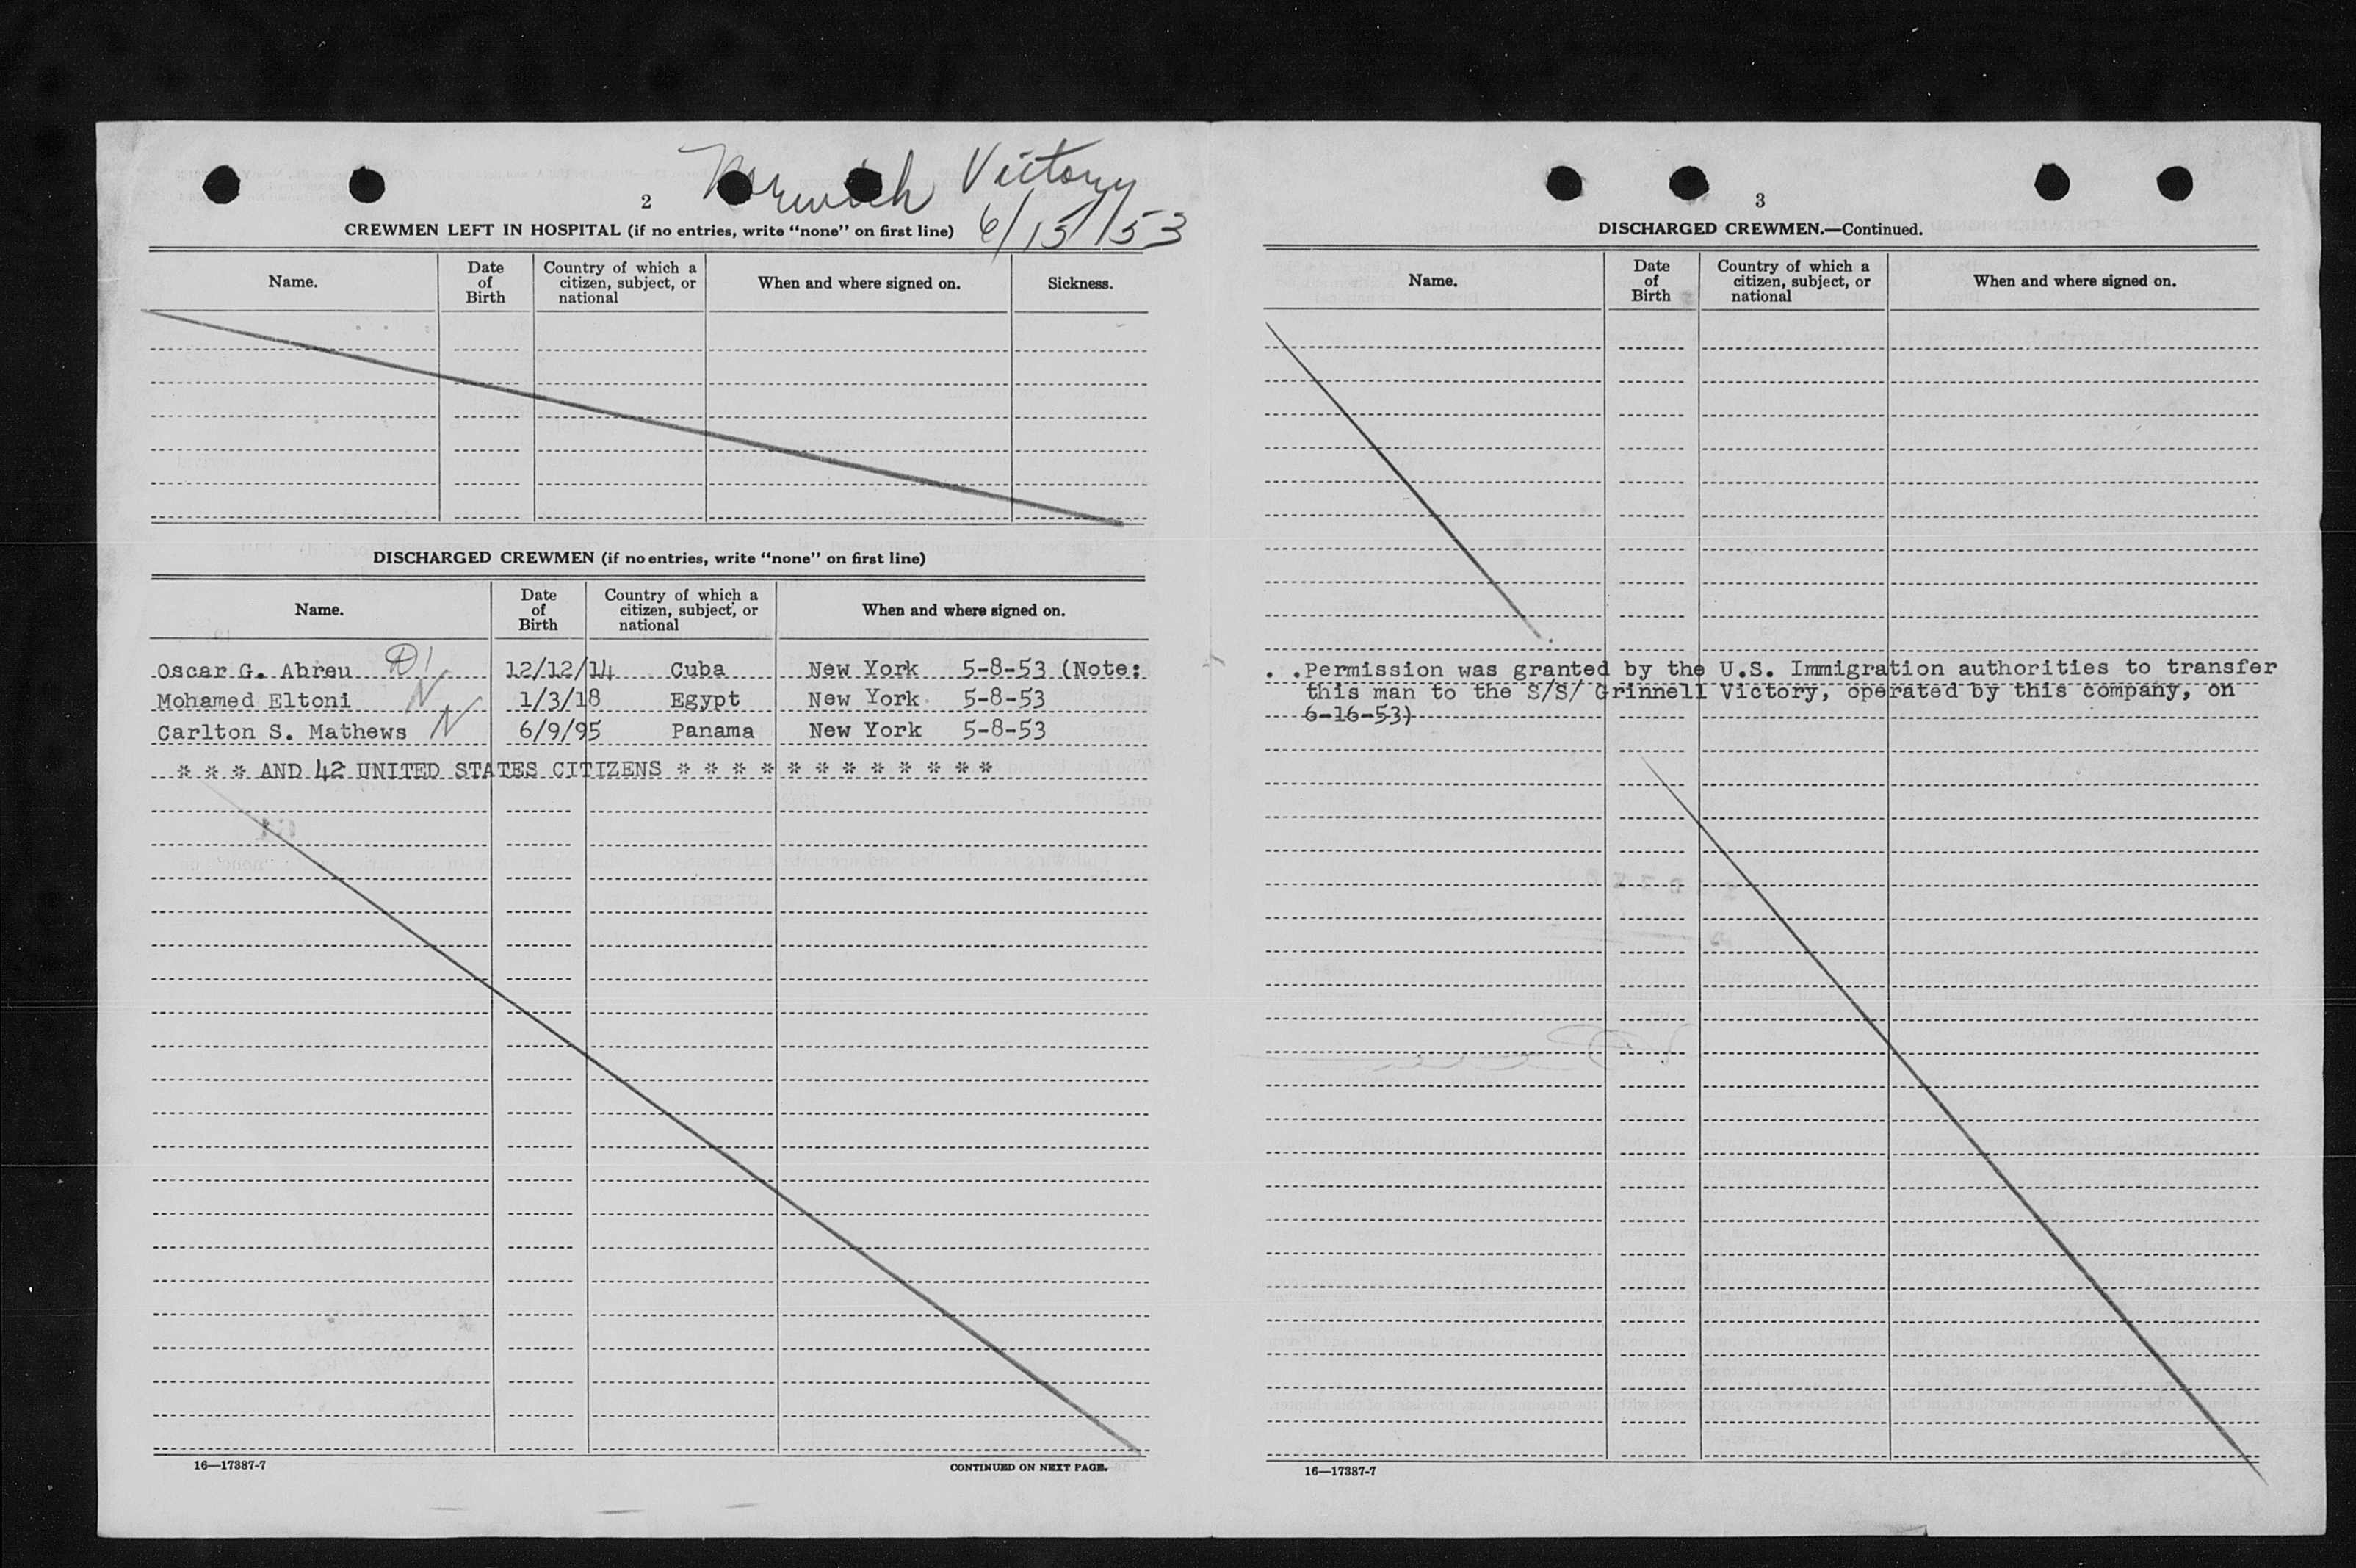 Norwich Victory
2
6/15/53
CREWMEN LEFT IN HOSPITAL (if no entries, write "none" on first line)
Name.
Date of Birth
Country of which a citizen, subject, or national
When and where signed on.
Sickness.
DISCHARGED CREWMEN (if no entries, write "none" on first line)
Name.
Date of Birth
Country of which a citizen, subject, or national
When and where signed on.
Oscar G. Abreu D! 12/12/14 Cuba New York 5-8-53 (Note:
Mohamed Eltoni N 1/3/18 Egypt New York 5-8-53
Carlton S. Mathews N 6/9/95 Panama New York 5-8-53
* * * AND 42 UNITED STATES CITIZENS * * * * * * * * * * * * *
16—17387-7
CONTINUED ON NEXT PAGE.
3
DISCHARGED CREWMEN.—Continued.
Name.
Date of Birth
Country of which a citizen, subject, or national
When and where signed on.
. .Permission was granted by the U.S. Immigration authorities to transfer
this man to the S/S/ Grinnell Victory, operated by this company, on
6-16-53)
16—17387-7